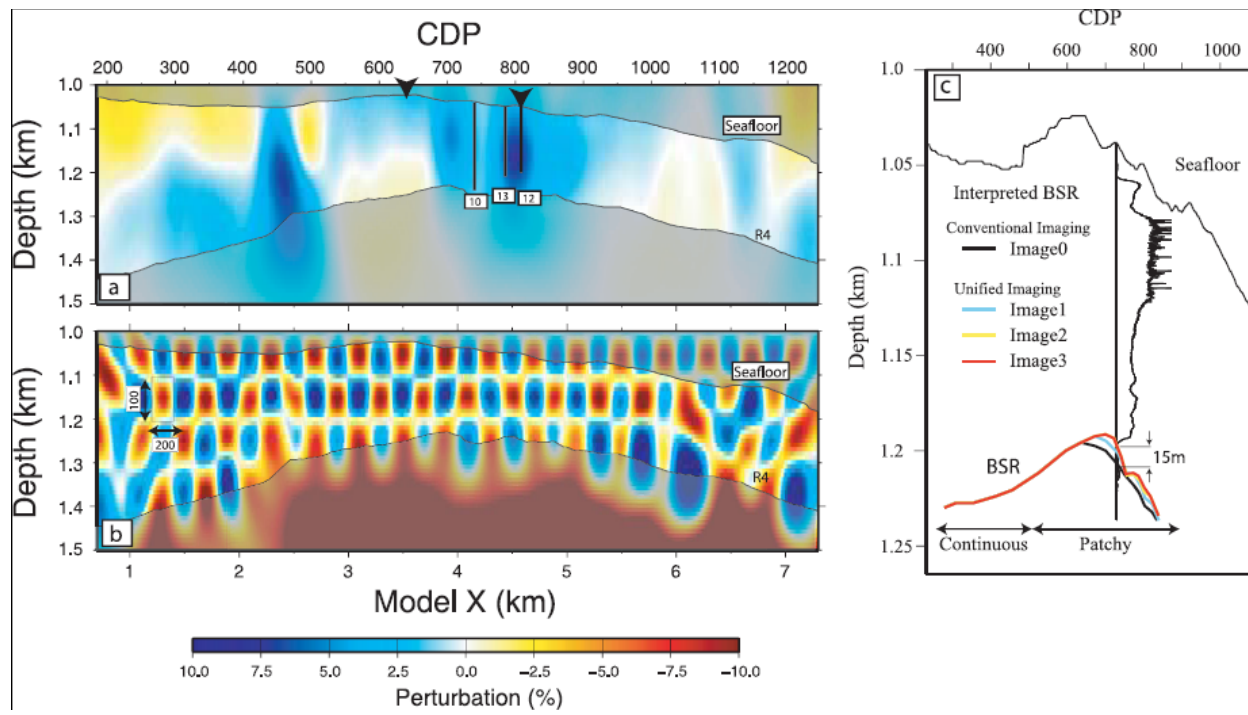 CDP
200 300 400 500 600 700 800 900 1000 1100 1200
1.0
1.1
1.2
1.3
1.4
1.5
Depth (km)
Seafloor
10
13
12
R4
a
1.0
1.1
1.2
1.3
1.4
1.5
Depth (km)
Seafloor
100
200
R4
b
1 2 3 4 5 6 7
Model X (km)
10.0 7.5 5.0 2.5 0.0 −2.5 −5.0 −7.5 −10.0
Perturbation (%)
CDP
400 600 800 1000
1.0
1.05
1.11
1.15
1.21
1.25
Depth (km)
c
Seafloor
Interpreted BSR
Conventional Imaging
Image0
Unified Imaging
Image1
Image2
Image3
BSR
15m
Continuous
Patchy